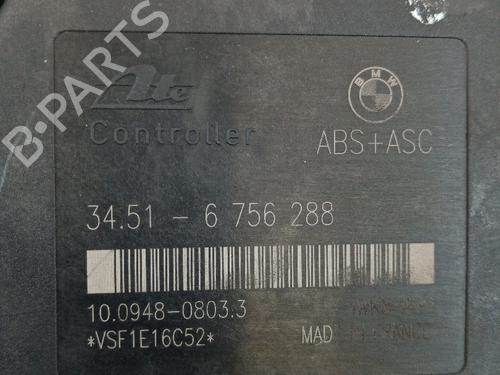 B-PARTS
Ate
BMW
Controller
ABS+ASC
34.51 - 6 756 288
10.0948-0803.3
*VSF1E16C52*
MAD